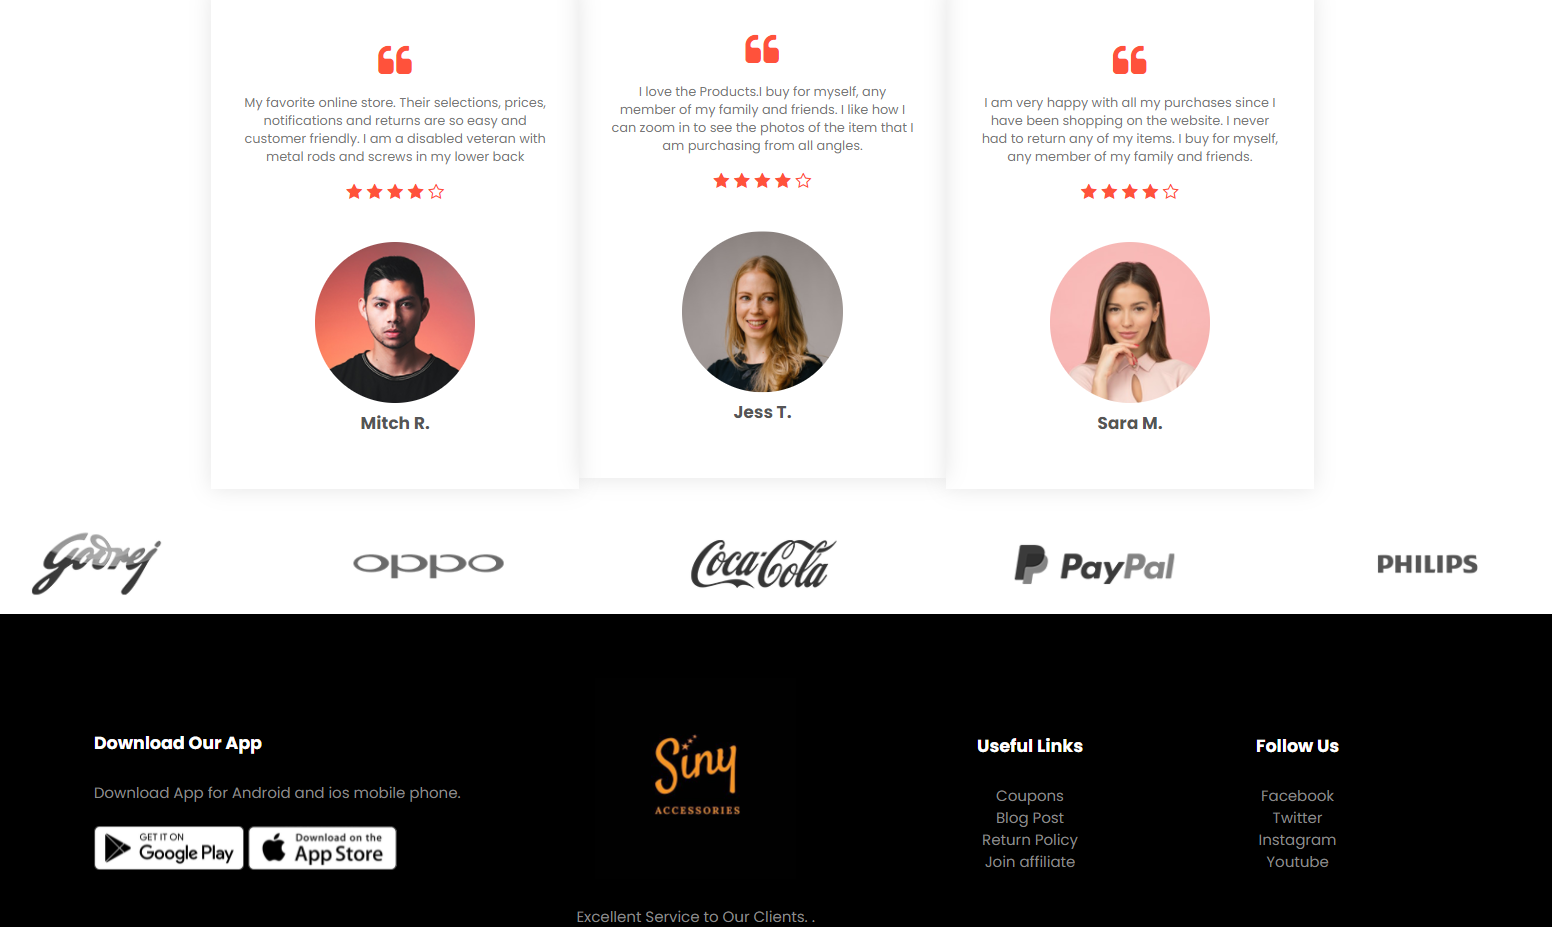 My favorite online store. Their selections, prices,
notifications and returns are so easy and
customer friendly. I am a disabled veteran with
metal rods and screws in my lower back
Mitch R.
I love the Products.I buy for myself, any
member of my family and friends. I like how I
can zoom in to see the photos of the item that I
am purchasing from all angles.
Jess T.
I am very happy with all my purchases since I
have been shopping on the website. I never
had to return any of my items. I buy for myself,
any member of my family and friends.
Sara M.
Godrej
oppo
Coca-Cola
PayPal
PHILIPS
Download Our App
Download App for Android and ios mobile phone.
GET IT ON
Google Play
Download on the
App Store
Siny
ACCESSORIES
Excellent Service to Our Clients. .
Useful Links
Coupons
Blog Post
Return Policy
Join affiliate
Follow Us
Facebook
Twitter
Instagram
Youtube